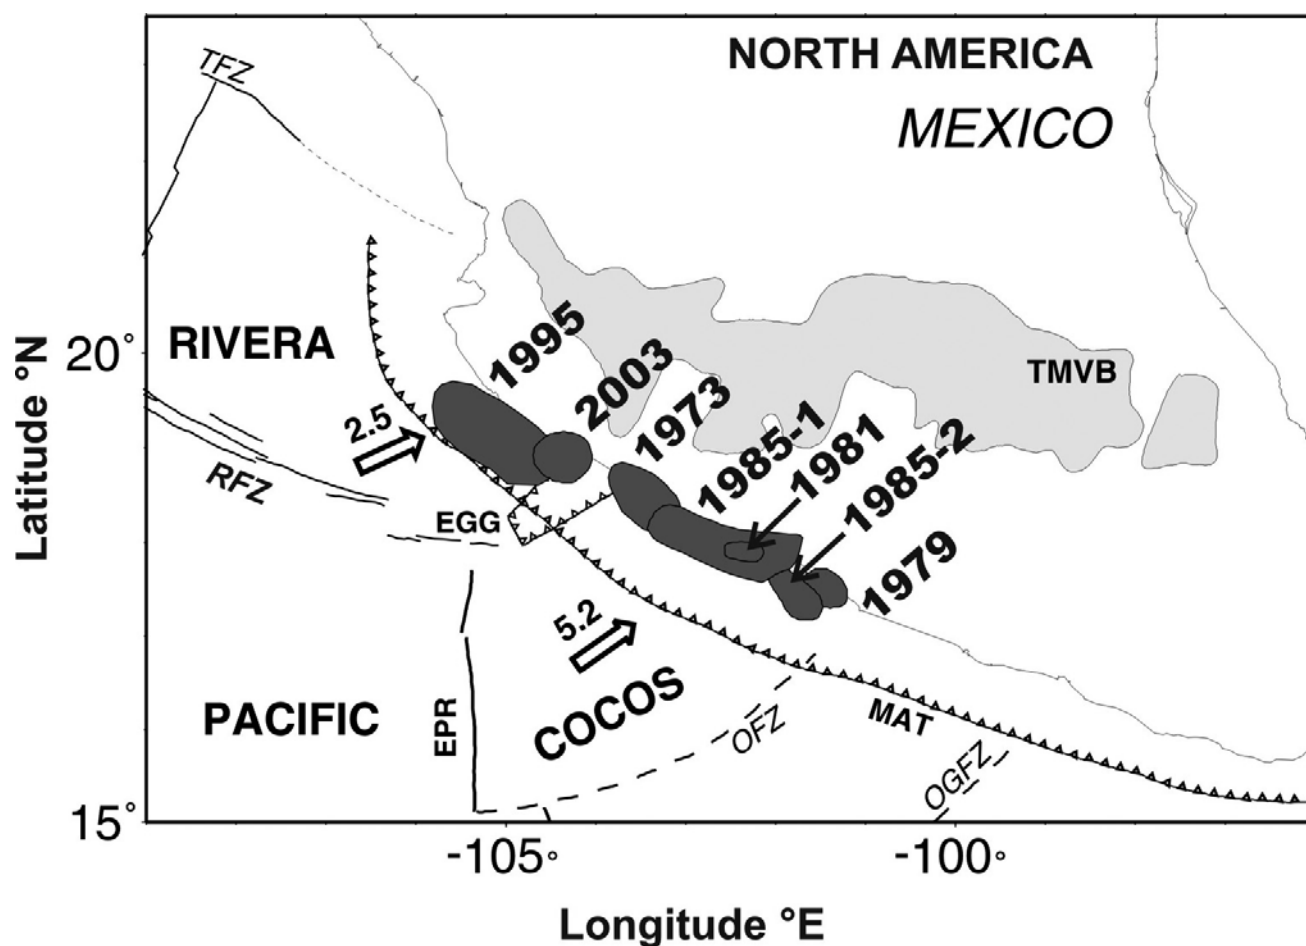 NORTH AMERICA
MEXICO
TFZ
RIVERA
20°
1995
2003
1973
1985-1
1981
1985-2
1979
TMVB
2.5
RFZ
EGG
5.2
COCOS
PACIFIC
EPR
OFZ
MAT
OGFZ
15°
-105°
-100°
Latitude °N
Longitude °E